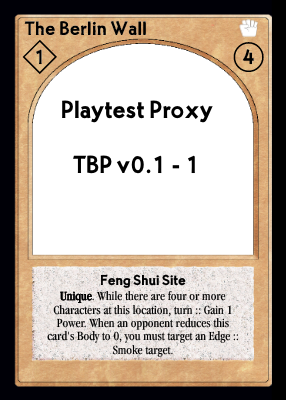 The Berlin Wall
1
4
Playtest Proxy
TBP v0.1 - 1
Feng Shui Site
Unique. While there are four or more
Characters at this location, turn :: Gain 1
Power. When an opponent reduces this
card's Body to 0, you must target an Edge ::
Smoke target.